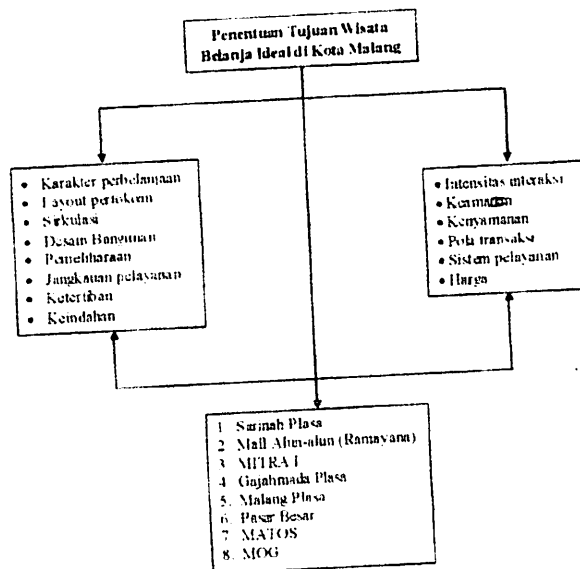 Penentuan Tujuan Wisata
Belanja Ideal di Kota Malang
• Karakter perbelanjaan
• Layout pertokoan
• Sirkulasi
• Desain Bangunan
• Pemeliharaan
• Jangkauan pelayanan
• Ketertiban
• Keindahan
• Intensitas interaksi
• Keamanan
• Kenyamanan
• Pola transaksi
• Sistem pelayanan
• Harga
1. Sarinah Plasa
2. Mall Alun-alun (Ramayana)
3. MITRA I
4. Gajahmada Plasa
5. Malang Plasa
6. Pasar Besar
7. MATOS
8. MOG